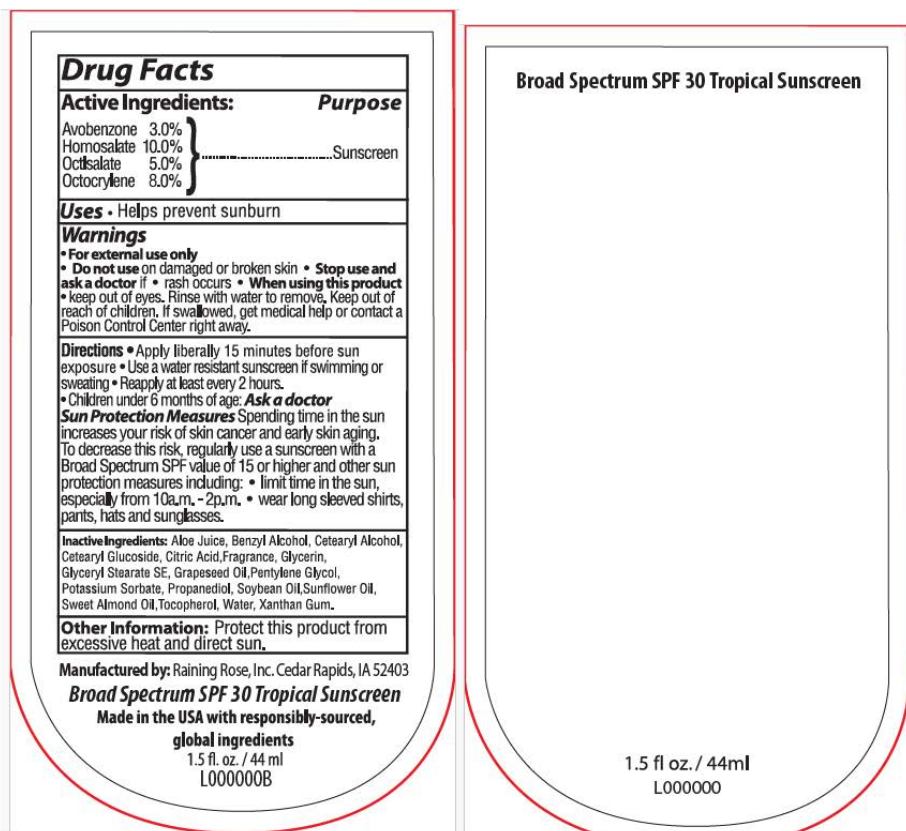 Drug Facts
Active Ingredients: Purpose
Avobenzone 3.0%
Homosalate 10.0%
Octisalate 5.0%
Octocrylene 8.0%
}...............................Sunscreen
Uses • Helps prevent sunburn
Warnings
• For external use only
• Do not use on damaged or broken skin • Stop use and
ask a doctor if • rash occurs • When using this product
• keep out of eyes. Rinse with water to remove. Keep out of
reach of children. If swallowed, get medical help or contact a
Poison Control Center right away.
Directions • Apply liberally 15 minutes before sun
exposure • Use a water resistant sunscreen if swimming or
sweating • Reapply at least every 2 hours.
• Children under 6 months of age: Ask a doctor
Sun Protection Measures Spending time in the sun
increases your risk of skin cancer and early skin aging.
To decrease this risk, regularly use a sunscreen with a
Broad Spectrum SPF value of 15 or higher and other sun
protection measures including: • limit time in the sun,
especially from 10a.m. - 2p.m. • wear long sleeved shirts,
pants, hats and sunglasses.
Inactive Ingredients: Aloe Juice, Benzyl Alcohol, Cetearyl Alcohol,
Cetearyl Glucoside, Citric Acid,Fragrance, Glycerin,
Glyceryl Stearate SE, Grapeseed Oil,Pentylene Glycol,
Potassium Sorbate, Propanediol, Soybean Oil,Sunflower Oil,
Sweet Almond Oil,Tocopherol, Water, Xanthan Gum.
Other Information: Protect this product from
excessive heat and direct sun.
Manufactured by: Raining Rose, Inc. Cedar Rapids, IA 52403
Broad Spectrum SPF 30 Tropical Sunscreen
Made in the USA with responsibly-sourced,
global ingredients
1.5 fl. oz. / 44 ml
L000000B
Broad Spectrum SPF 30 Tropical Sunscreen
1.5 fl oz. / 44ml
L000000